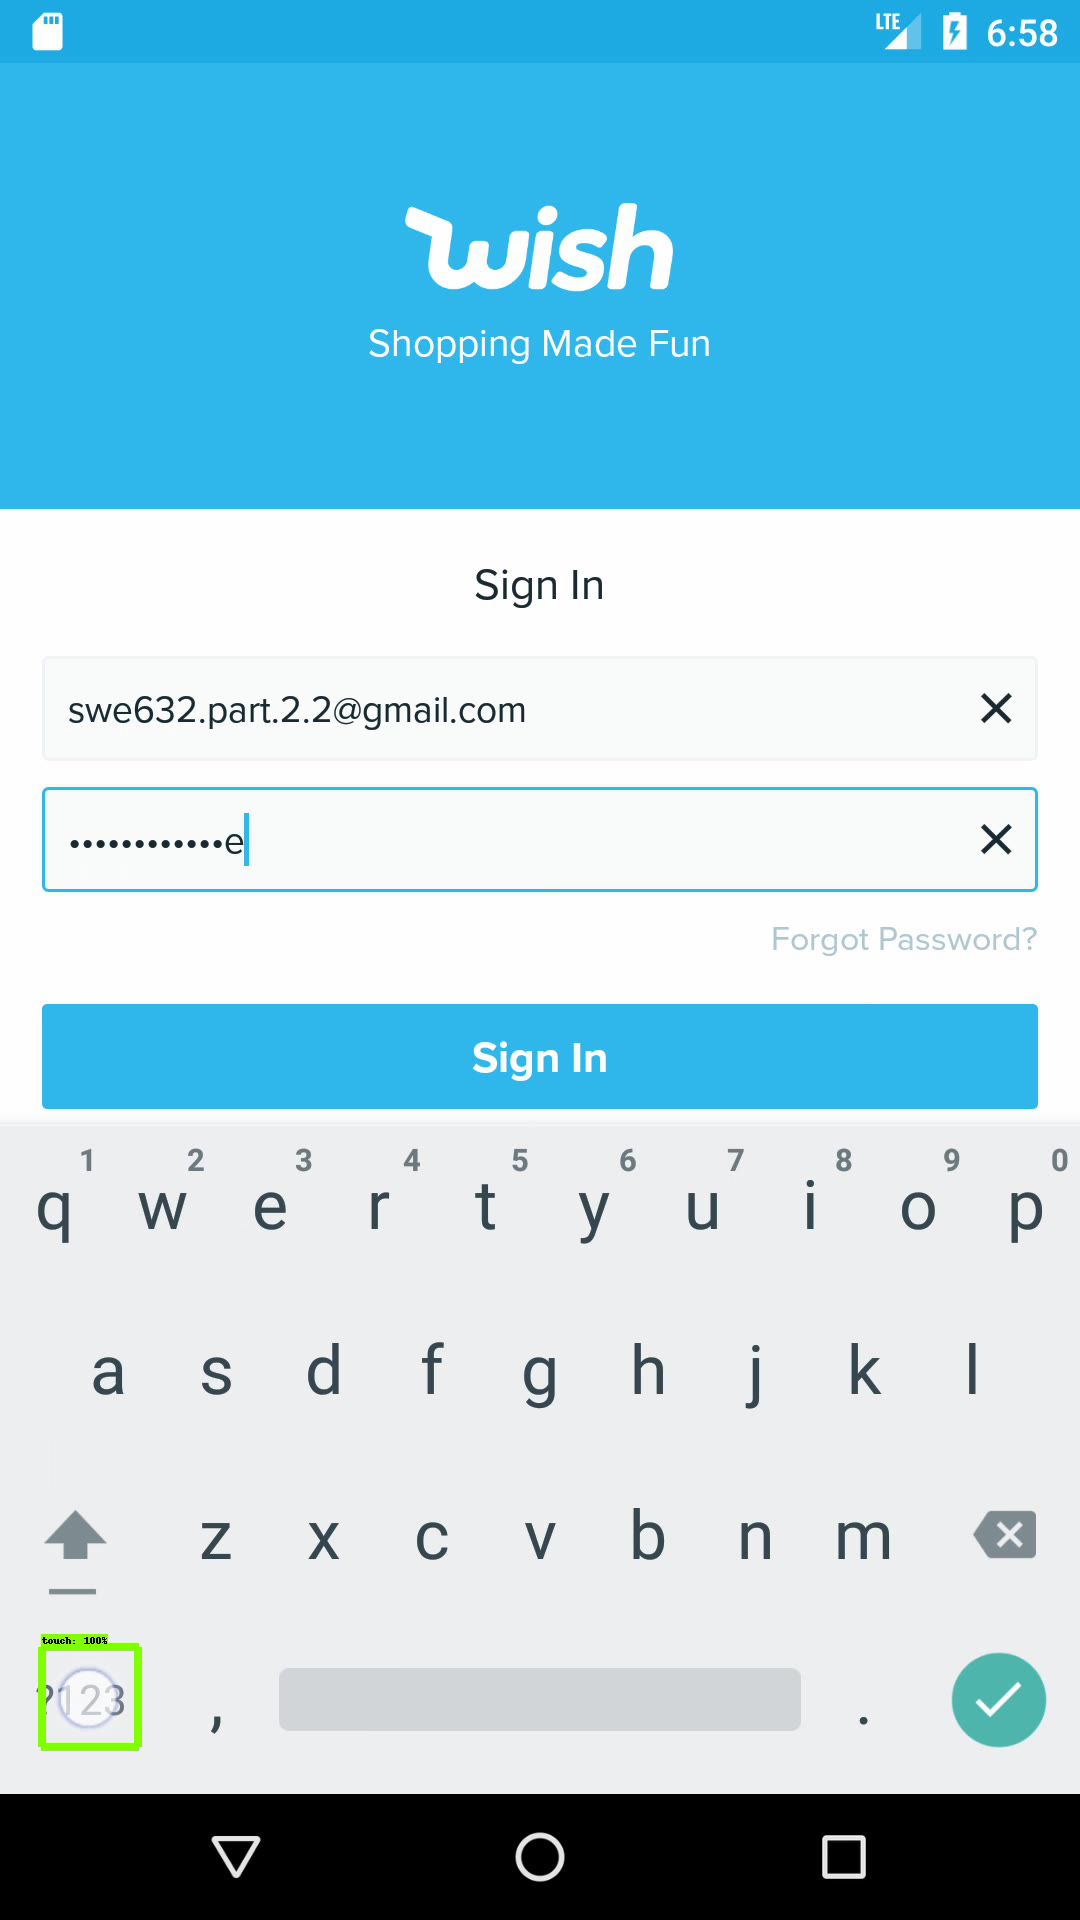 LTE 6:58
wish
Shopping Made Fun
Sign In
swe632.part.2.2@gmail.com
••••••••••••e
Forgot Password?
Sign In
1 2 3 4 5 6 7 8 9 0
q w e r t y u i o p
a s d f g h j k l
z x c v b n m
touch: 100%
?123 , .